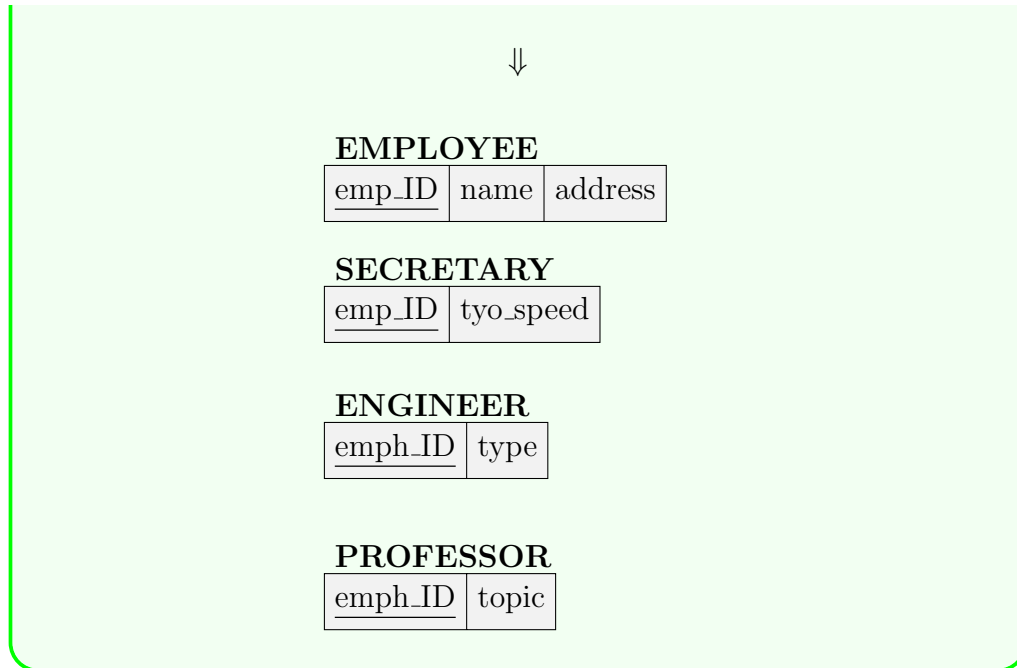 ⇓
EMPLOYEE
emp_ID name address
SECRETARY
emp_ID tyo_speed
ENGINEER
emph_ID type
PROFESSOR
emph_ID topic